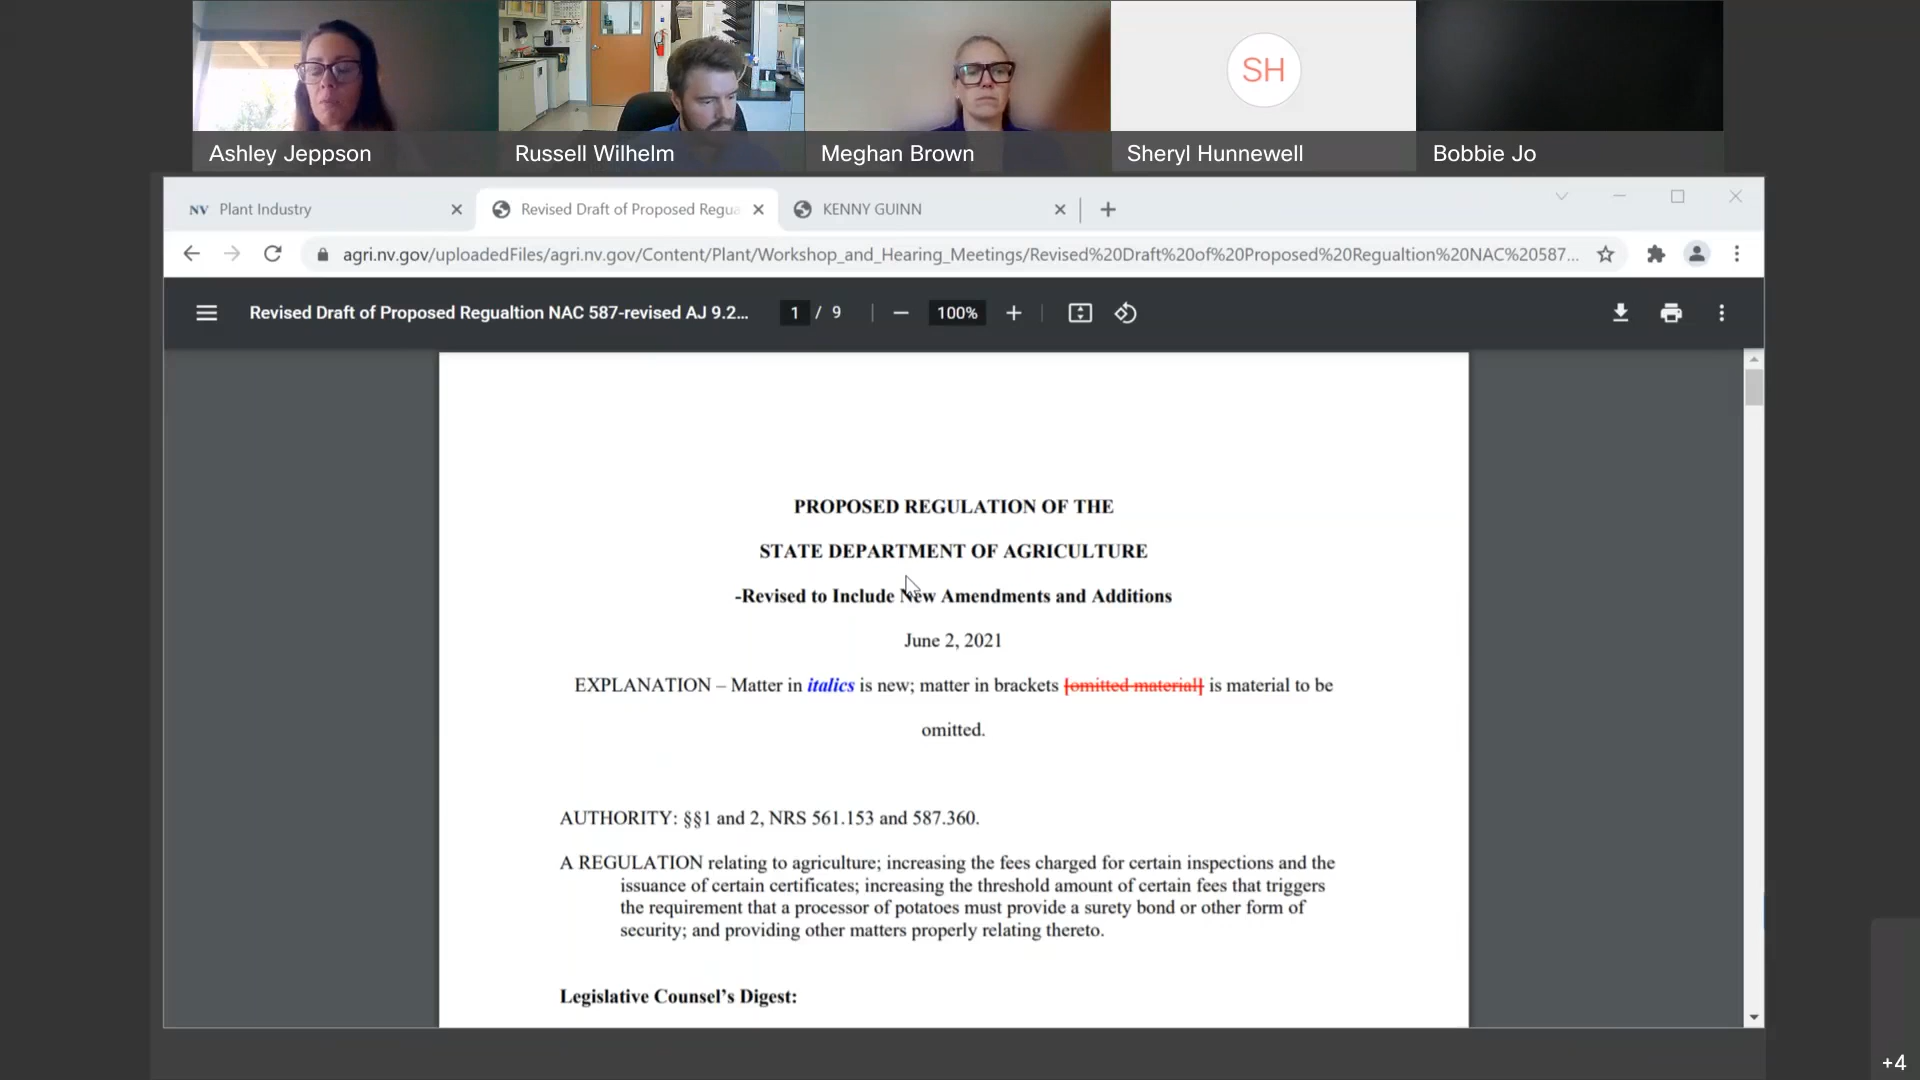 SH
Ashley Jeppson
Russell Wilhelm
Meghan Brown
Sheryl Hunnewell
Bobbie Jo
NV Plant Industry
Revised Draft of Proposed Regua
KENNY GUINN
agri.nv.gov/uploadedFiles/agri.nv.gov/Content/Plant/Workshop_and_Hearing_Meetings/Revised%20Draft%20of%20Proposed%20Regualtion%20NAC%20587...
Revised Draft of Proposed Regualtion NAC 587-revised AJ 9.2...
1 / 9
100%
PROPOSED REGULATION OF THE
STATE DEPARTMENT OF AGRICULTURE
-Revised to Include New Amendments and Additions
June 2, 2021
EXPLANATION – Matter in italics is new; matter in brackets [omitted material] is material to be
omitted.
AUTHORITY: §§1 and 2, NRS 561.153 and 587.360.
A REGULATION relating to agriculture; increasing the fees charged for certain inspections and the
issuance of certain certificates; increasing the threshold amount of certain fees that triggers
the requirement that a processor of potatoes must provide a surety bond or other form of
security; and providing other matters properly relating thereto.
Legislative Counsel’s Digest:
+4